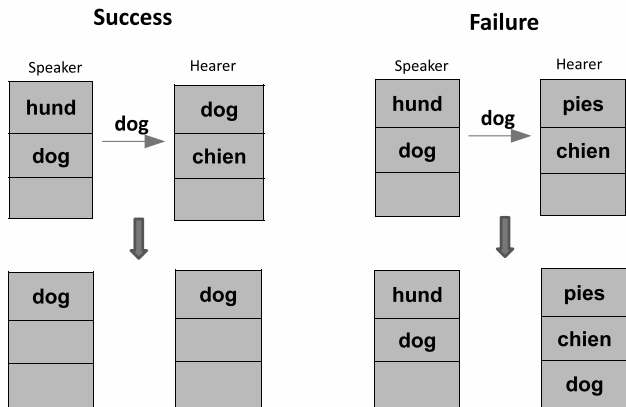 Success
Speaker
Hearer
hund
dog
dog
dog
chien
dog
dog
Failure
Speaker
Hearer
hund
dog
dog
pies
chien
hund
dog
pies
chien
dog